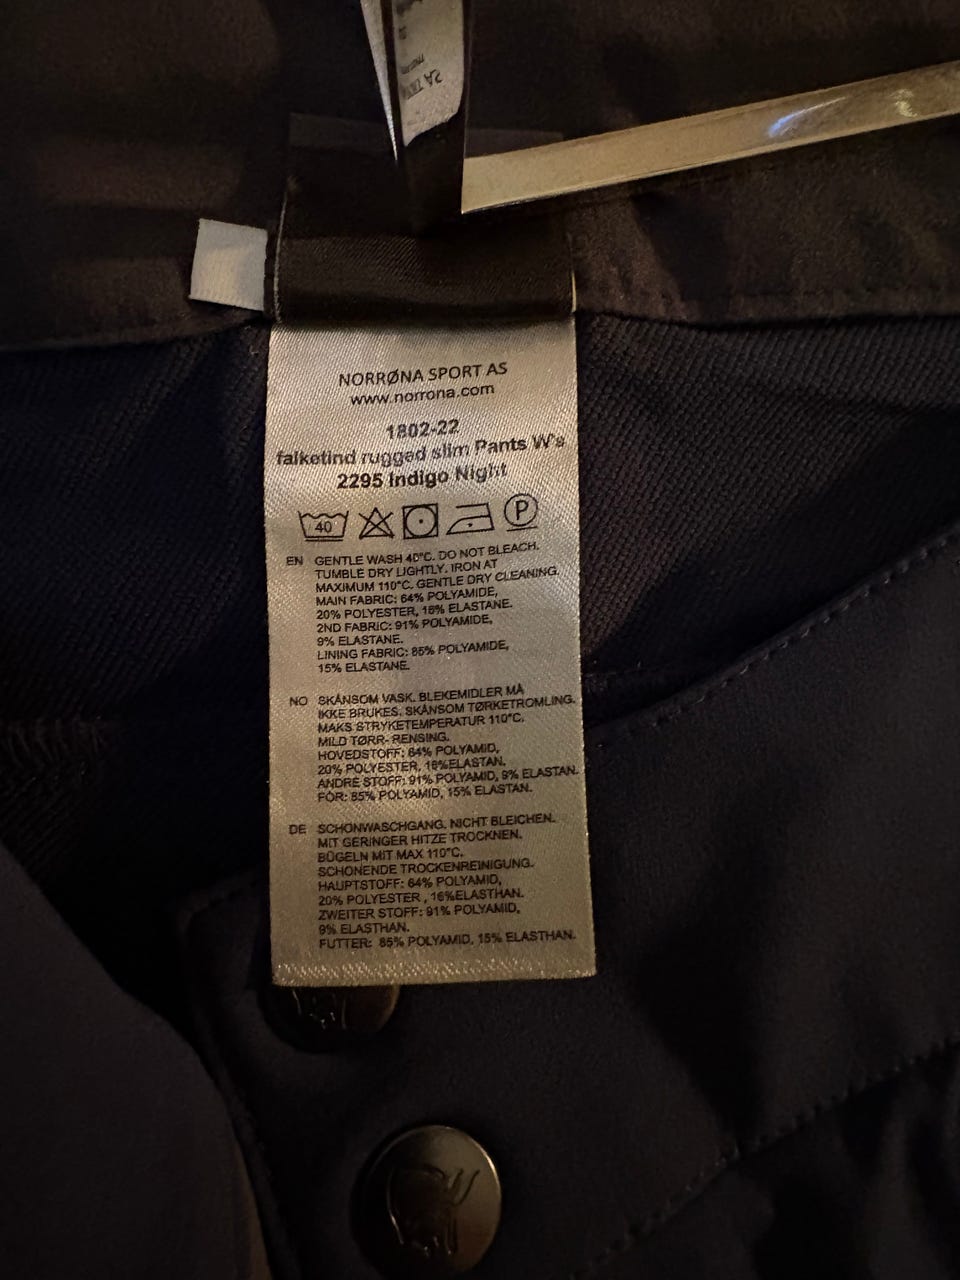 NORRØNA SPORT AS
www.norrona.com
1802-22
falketind rugged slim Pants W's
2295 Indigo Night
40 P
EN GENTLE WASH 40°C. DO NOT BLEACH.
TUMBLE DRY LIGHTLY. IRON AT
MAXIMUM 110°C. GENTLE DRY CLEANING.
MAIN FABRIC: 64% POLYAMIDE,
20% POLYESTER, 16% ELASTANE.
2ND FABRIC: 91% POLYAMIDE,
9% ELASTANE.
LINING FABRIC: 85% POLYAMIDE,
15% ELASTANE.
NO SKÅNSOM VASK. BLEKEMIDLER MÅ
IKKE BRUKES. SKÅNSOM TØRKETROMLING.
MAKS STRYKETEMPERATUR 110°C.
MILD TØRR- RENSING.
HOVEDSTOFF: 64% POLYAMID,
20% POLYESTER, 16%ELASTAN.
ANDRE STOFF: 91% POLYAMID, 9% ELASTAN.
FÔR: 85% POLYAMID, 15% ELASTAN.
DE SCHONWASCHGANG. NICHT BLEICHEN.
MIT GERINGER HITZE TROCKNEN.
BÜGELN MIT MAX 110°C.
SCHONENDE TROCKENREINIGUNG.
HAUPTSTOFF: 64% POLYAMID,
20% POLYESTER , 16%ELASTHAN.
ZWEITER STOFF: 91% POLYAMID,
9% ELASTHAN.
FUTTER: 85% POLYAMID, 15% ELASTHAN.